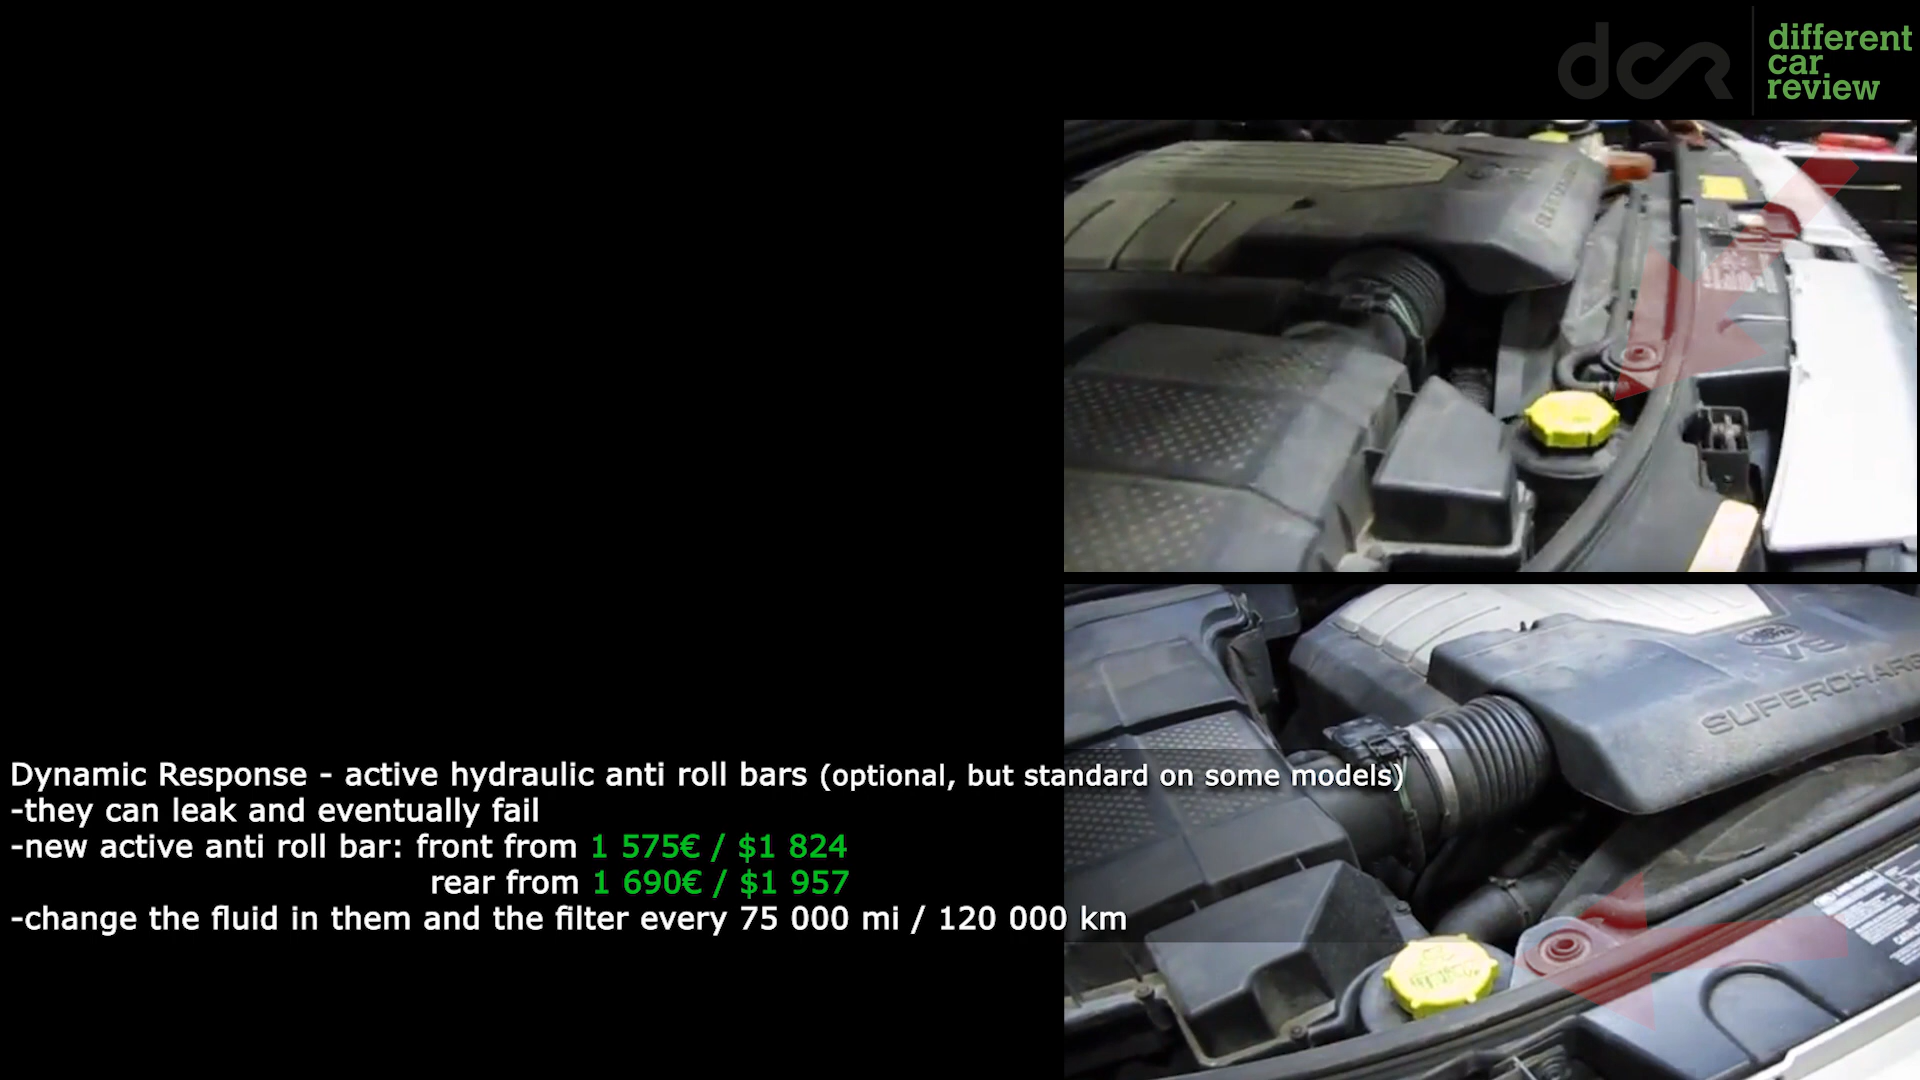 dcr
different
car
review
SUPERCHARG
V8
Dynamic Response - active hydraulic anti roll bars (optional, but standard on some models)
-they can leak and eventually fail
-new active anti roll bar: front from 1 575€ / $1 824
rear from 1 690€ / $1 957
-change the fluid in them and the filter every 75 000 mi / 120 000 km